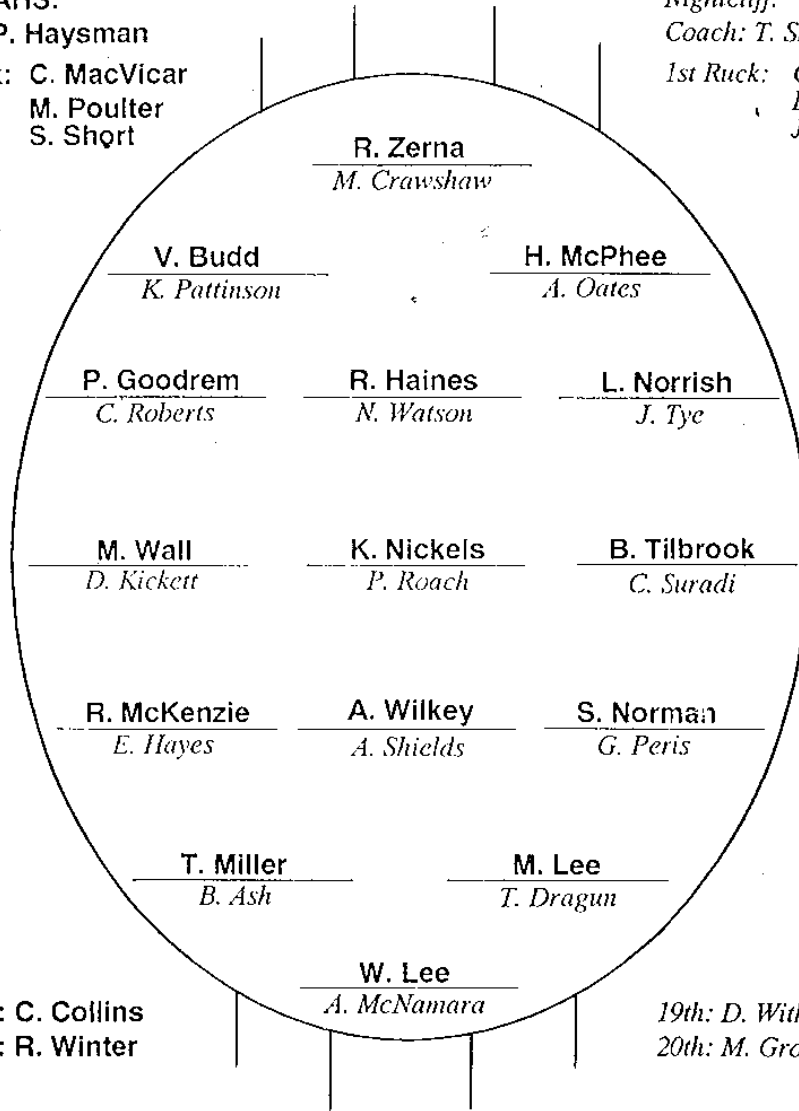 P. Haysman
C. MacVicar
M. Poulter
S. Short
Nightcliff:
Coach: T.
1st Ruck:
R. Zerna
M. Crawshaw
V. Budd H. McPhee
K. Pattinson A. Oates
P. Goodrem R. Haines L. Norrish
C. Roberts N. Watson J. Tye
M. Wall K. Nickels B. Tilbrook
D. Kickett P. Roach C. Suradi
R. McKenzie A. Wilkey S. Norman
E. Hayes A. Shields G. Peris
T. Miller M. Lee
B. Ash T. Dragun
W. Lee
A. McNamara
: C. Collins
: R. Winter
19th: D.
20th: M.